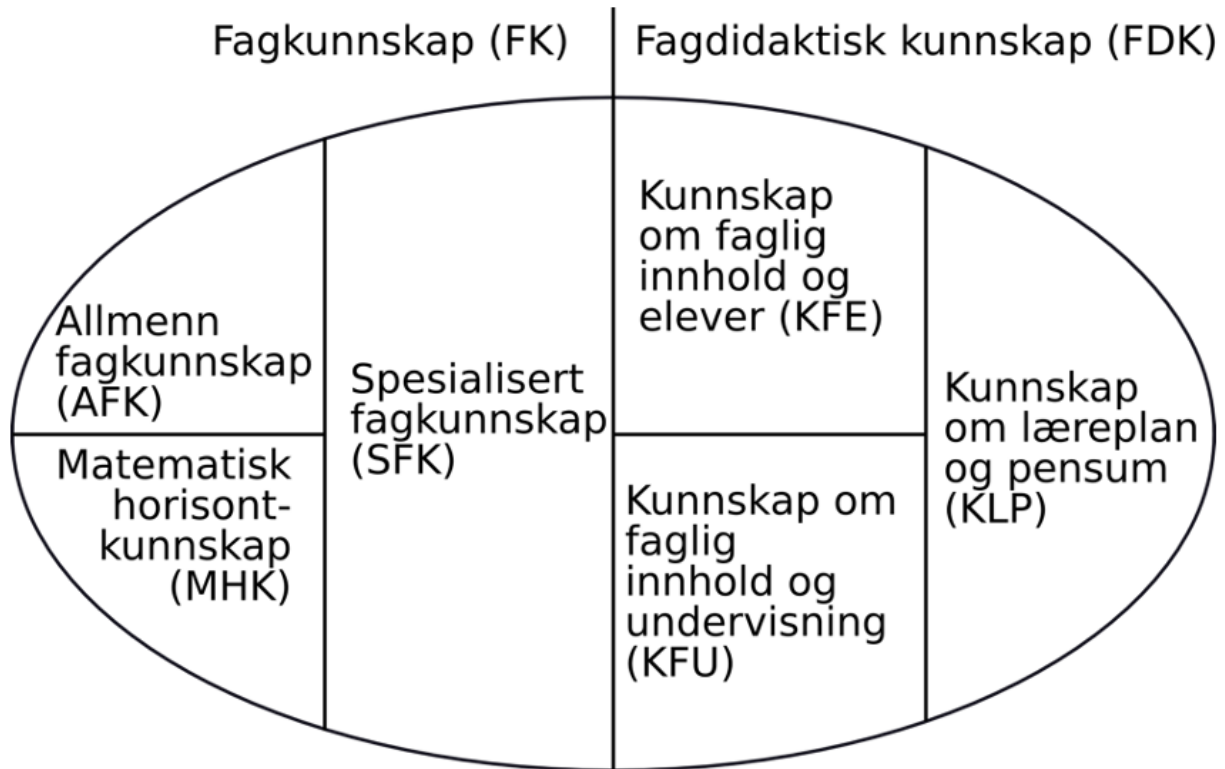 Fagkunnskap (FK)
Fagdidaktisk kunnskap (FDK)
Allmenn
fagkunnskap
(AFK)
Matematisk
horisont-
kunnskap
(MHK)
Spesialisert
fagkunnskap
(SFK)
Kunnskap
om faglig
innhold og
elever (KFE)
Kunnskap om
faglig
innhold og
undervisning
(KFU)
Kunnskap
om læreplan
og pensum
(KLP)